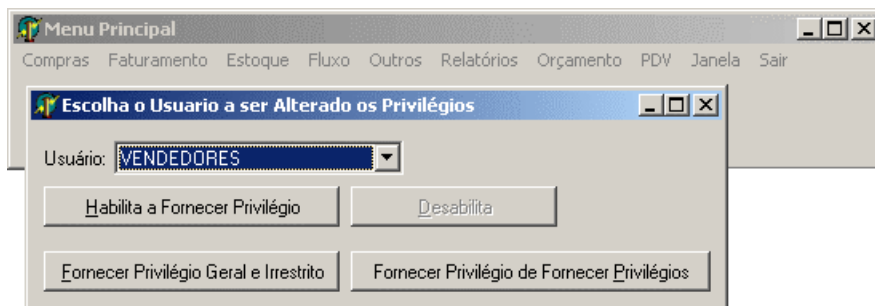 Menu Principal
Compras Faturamento Estoque Fluxo Outros Relatórios Orçamento PDV Janela Sair
Escolha o Usuario a ser Alterado os Privilégios
Usuário: VENDEDORES
Habilita a Fornecer Privilégio Desabilita
Fornecer Privilégio Geral e Irrestrito Fornecer Privilégio de Fornecer Privilégios